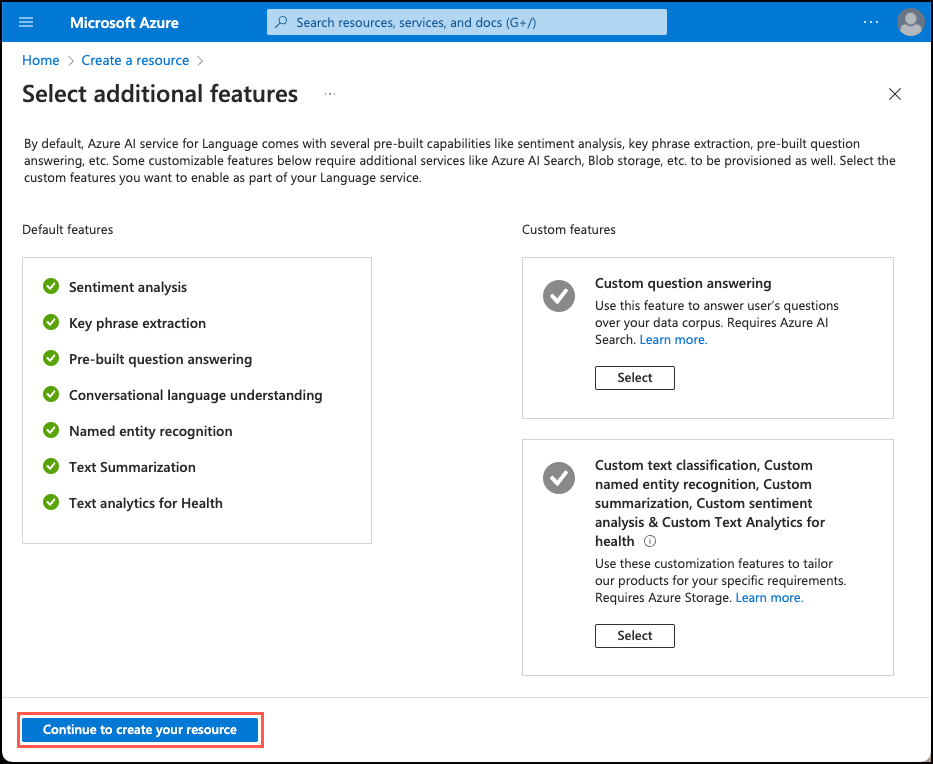 Microsoft Azure
Search resources, services, and docs (G+/)
Home > Create a resource >
Select additional features
By default, Azure AI service for Language comes with several pre-built capabilities like sentiment analysis, key phrase extraction, pre-built question
answering, etc. Some customizable features below require additional services like Azure AI Search, Blob storage, etc. to be provisioned as well. Select the
custom features you want to enable as part of your Language service.
Default features
Sentiment analysis
Key phrase extraction
Pre-built question answering
Conversational language understanding
Named entity recognition
Text Summarization
Text analytics for Health
Custom features
Custom question answering
Use this feature to answer user's questions
over your data corpus. Requires Azure AI
Search. Learn more.
Select
Custom text classification, Custom
named entity recognition, Custom
summarization, Custom sentiment
analysis & Custom Text Analytics for
health
Use these customization features to tailor
our products for your specific requirements.
Requires Azure Storage. Learn more.
Select
Continue to create your resource